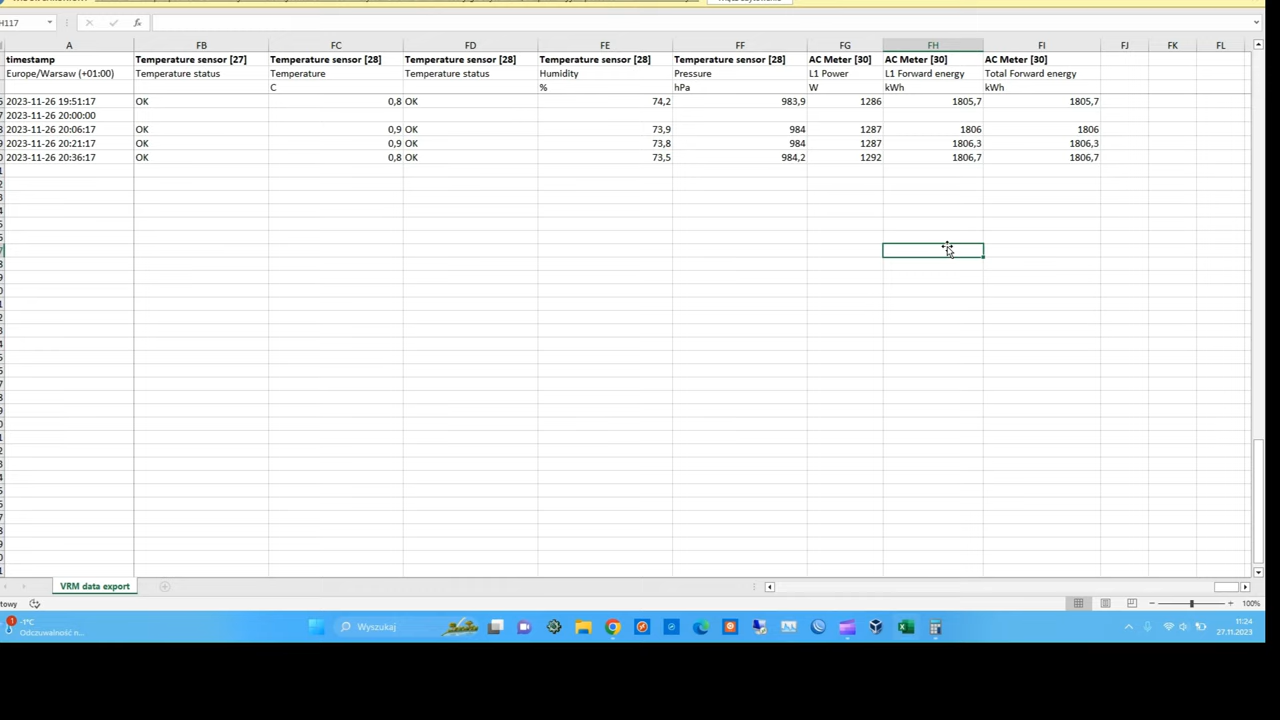 H117
A FB FC FD FE FF FG FH FI FJ FK FL
timestamp Temperature sensor [27] Temperature sensor [28] Temperature sensor [28] Temperature sensor [28] Temperature sensor [28] AC Meter [30] AC Meter [30] AC Meter [30]
Europe/Warsaw (+01:00) Temperature status Temperature Temperature status Humidity Pressure L1 Power L1 Forward energy Total Forward energy
C % hPa W kWh kWh
2023-11-26 19:51:17 OK 0,8 OK 74,2 983,9 1286 1805,7 1805,7
2023-11-26 20:00:00
2023-11-26 20:06:17 OK 0,9 OK 73,9 984 1287 1806 1806
2023-11-26 20:21:17 OK 0,9 OK 73,8 984 1287 1806,3 1806,3
2023-11-26 20:36:17 OK 0,8 OK 73,5 984,2 1292 1806,7 1806,7
VRM data export
towy 100%
1 -1°C
Odczuwalność n...
Wyszukaj
11:24
27.11.2023